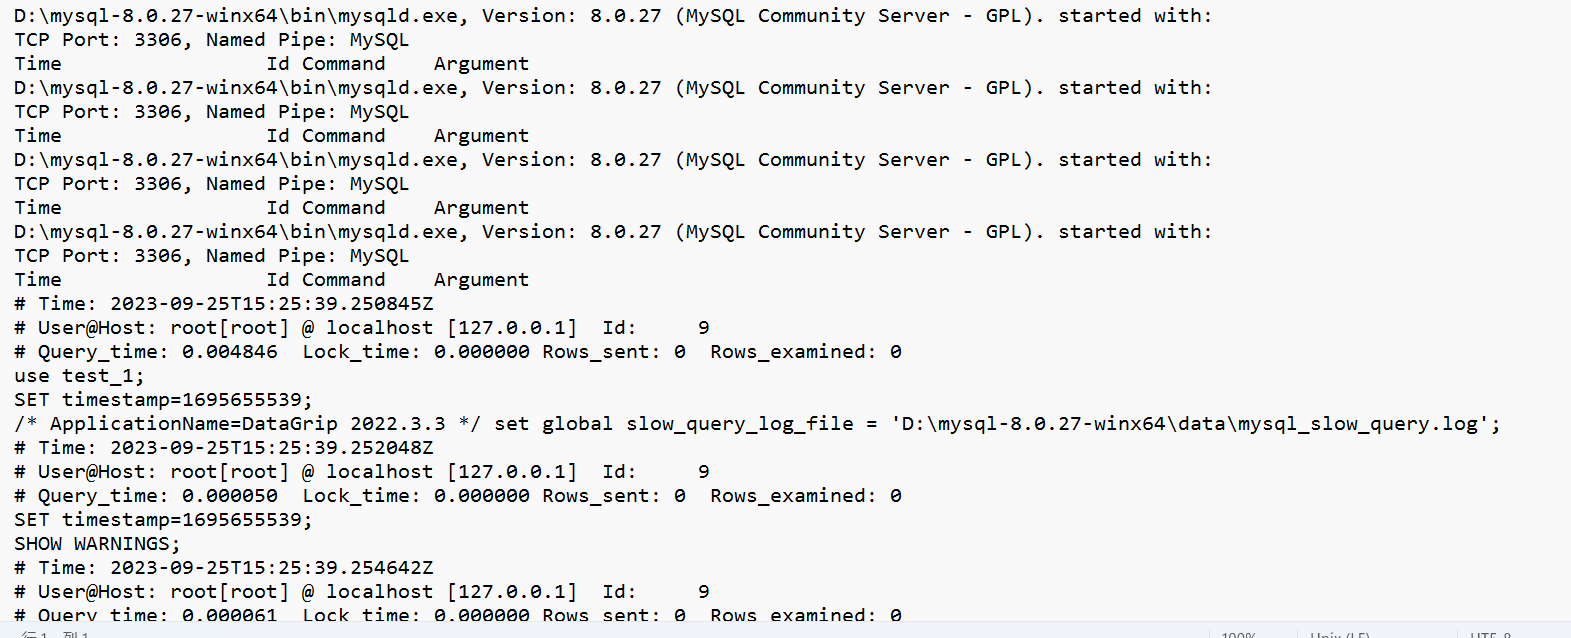 D:\mysql-8.0.27-winx64\bin\mysqld.exe, Version: 8.0.27 (MySQL Community Server - GPL). started with:
TCP Port: 3306, Named Pipe: MySQL
Time                 Id Command    Argument
D:\mysql-8.0.27-winx64\bin\mysqld.exe, Version: 8.0.27 (MySQL Community Server - GPL). started with:
TCP Port: 3306, Named Pipe: MySQL
Time                 Id Command    Argument
D:\mysql-8.0.27-winx64\bin\mysqld.exe, Version: 8.0.27 (MySQL Community Server - GPL). started with:
TCP Port: 3306, Named Pipe: MySQL
Time                 Id Command    Argument
D:\mysql-8.0.27-winx64\bin\mysqld.exe, Version: 8.0.27 (MySQL Community Server - GPL). started with:
TCP Port: 3306, Named Pipe: MySQL
Time                 Id Command    Argument
# Time: 2023-09-25T15:25:39.250845Z
# User@Host: root[root] @ localhost [127.0.0.1]  Id:     9
# Query_time: 0.004846  Lock_time: 0.000000 Rows_sent: 0  Rows_examined: 0
use test_1;
SET timestamp=1695655539;
/* ApplicationName=DataGrip 2022.3.3 */ set global slow_query_log_file = 'D:\mysql-8.0.27-winx64\data\mysql_slow_query.log';
# Time: 2023-09-25T15:25:39.252048Z
# User@Host: root[root] @ localhost [127.0.0.1]  Id:     9
# Query_time: 0.000050  Lock_time: 0.000000 Rows_sent: 0  Rows_examined: 0
SET timestamp=1695655539;
SHOW WARNINGS;
# Time: 2023-09-25T15:25:39.254642Z
# User@Host: root[root] @ localhost [127.0.0.1]  Id:     9
# Query_time: 0.000061  Lock_time: 0.000000 Rows_sent: 0  Rows_examined: 0
行 1, 列 1 100% Unix (LF) UTF-8